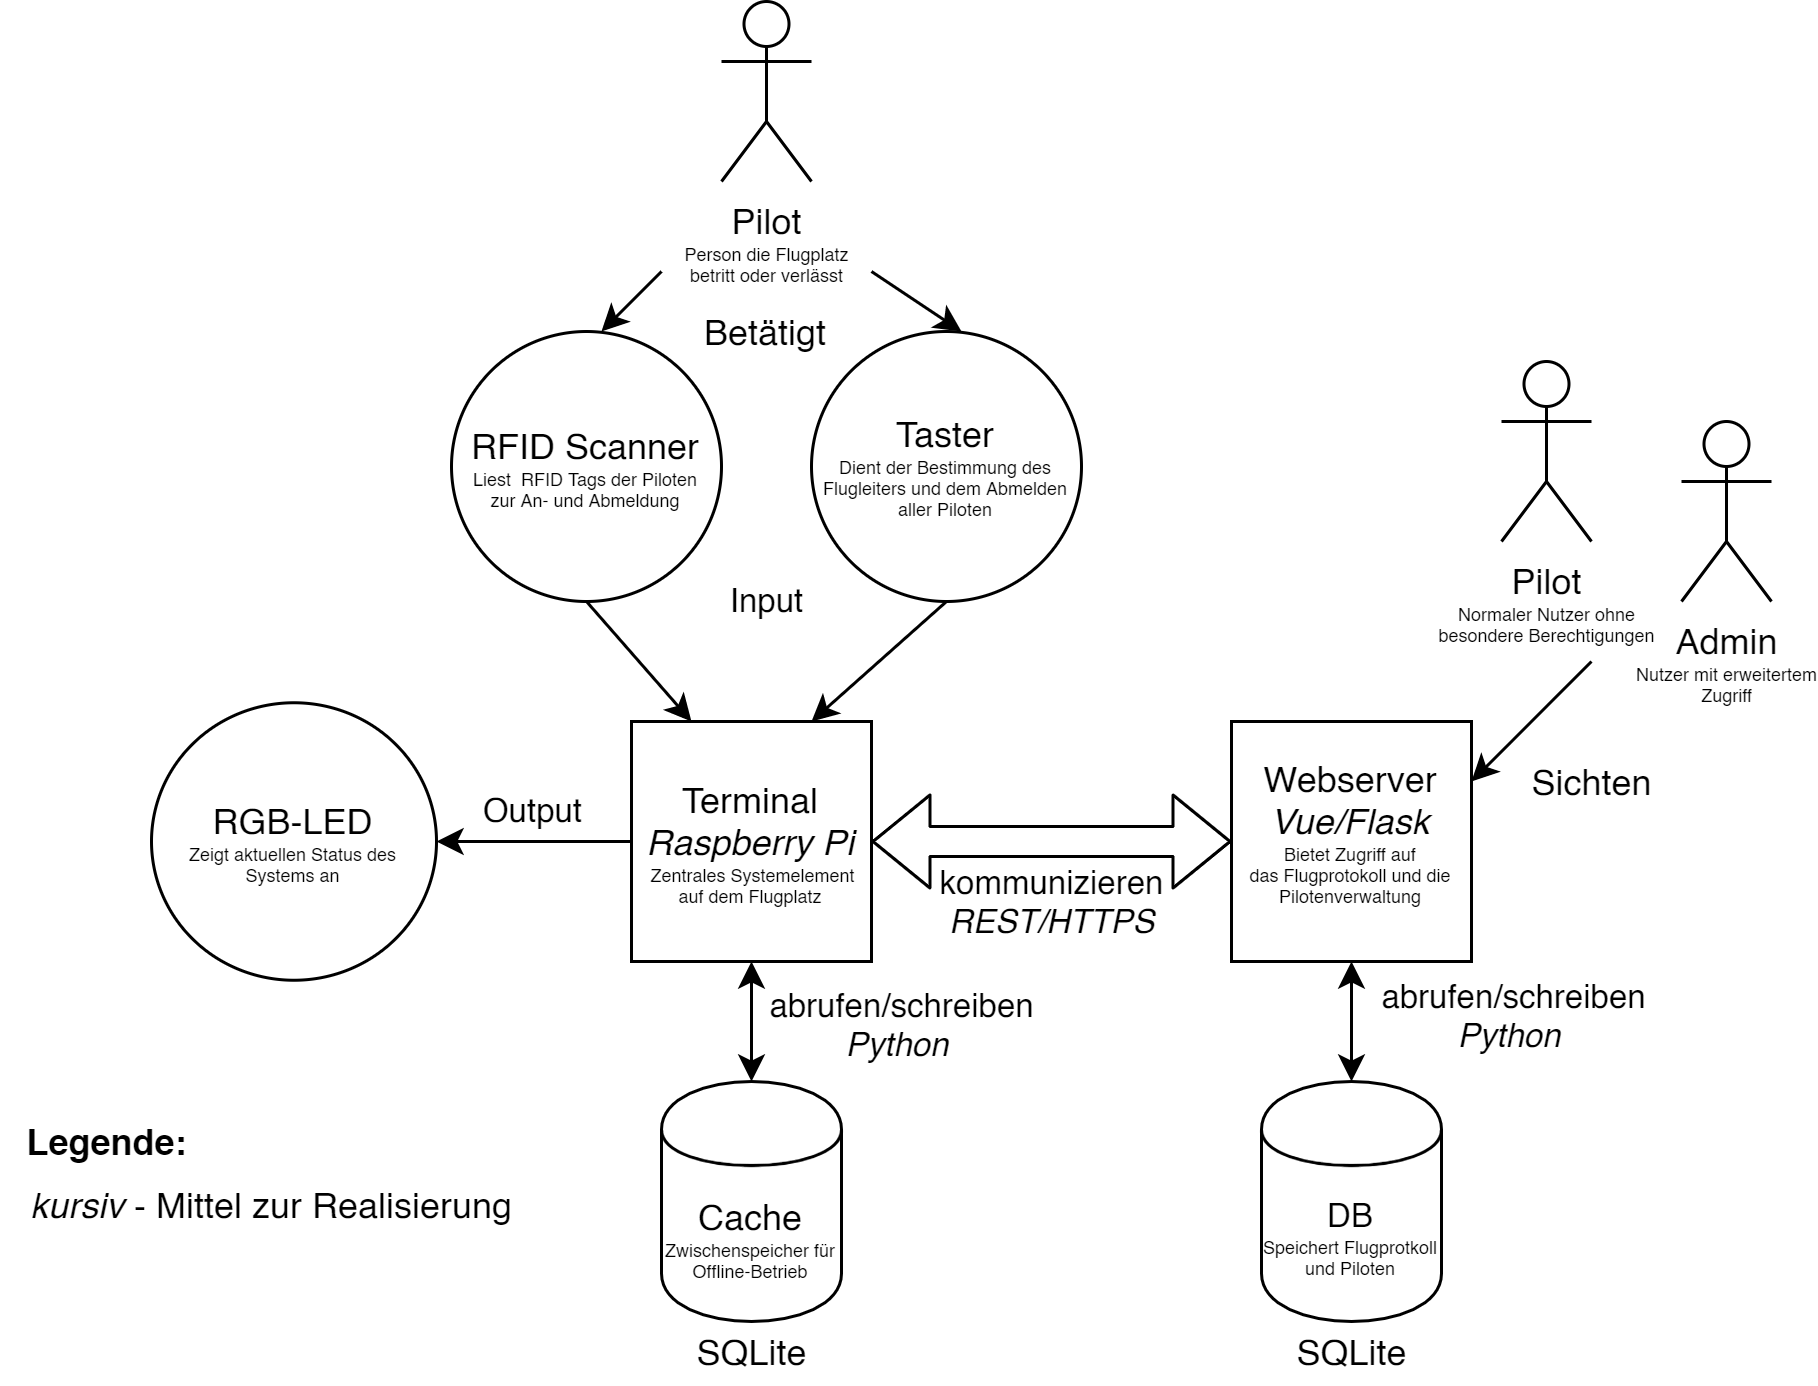 Pilot
Person die Flugplatz
betritt oder verlässt
Betätigt
RFID Scanner
Liest RFID Tags der Piloten
zur An- und Abmeldung
Taster
Dient der Bestimmung des
Flugleiters und dem Abmelden
aller Piloten
Input
Pilot
Normaler Nutzer ohne
besondere Berechtigungen
Admin
Nutzer mit erweitertem
Zugriff
RGB-LED
Zeigt aktuellen Status des
Systems an
Output
Terminal
Raspberry Pi
Zentrales Systemelement
auf dem Flugplatz
kommunizieren
REST/HTTPS
Webserver
Vue/Flask
Bietet Zugriff auf
das Flugprotokoll und die
Pilotenverwaltung
Sichten
abrufen/schreiben
Python
abrufen/schreiben
Python
Legende:
kursiv - Mittel zur Realisierung
Cache
Zwischenspeicher für
Offline-Betrieb
SQLite
DB
Speichert Flugprotkoll
und Piloten
SQLite